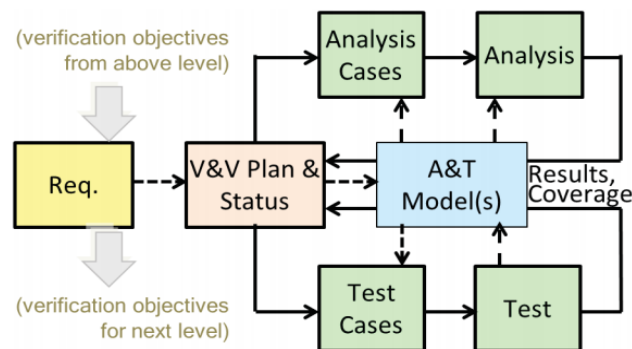 (verification objectives
from above level)
Analysis
Cases
Analysis
Req.
V&V Plan &
Status
A&T
Model(s)
Results,
Coverage
(verification objectives
for next level)
Test
Cases
Test